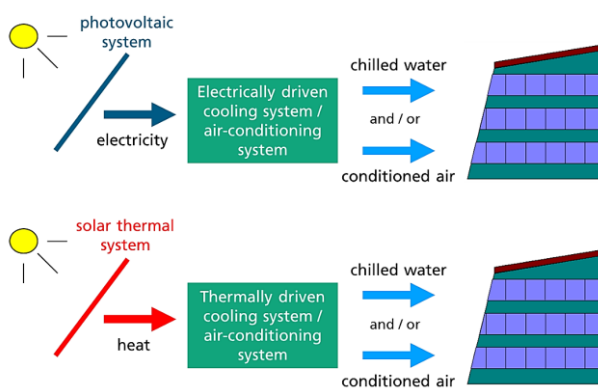 photovoltaic
system
electricity
Electrically driven
cooling system /
air-conditioning
system
chilled water
and / or
conditioned air
solar thermal
system
heat
Thermally driven
cooling system /
air-conditioning
system
chilled water
and / or
conditioned air